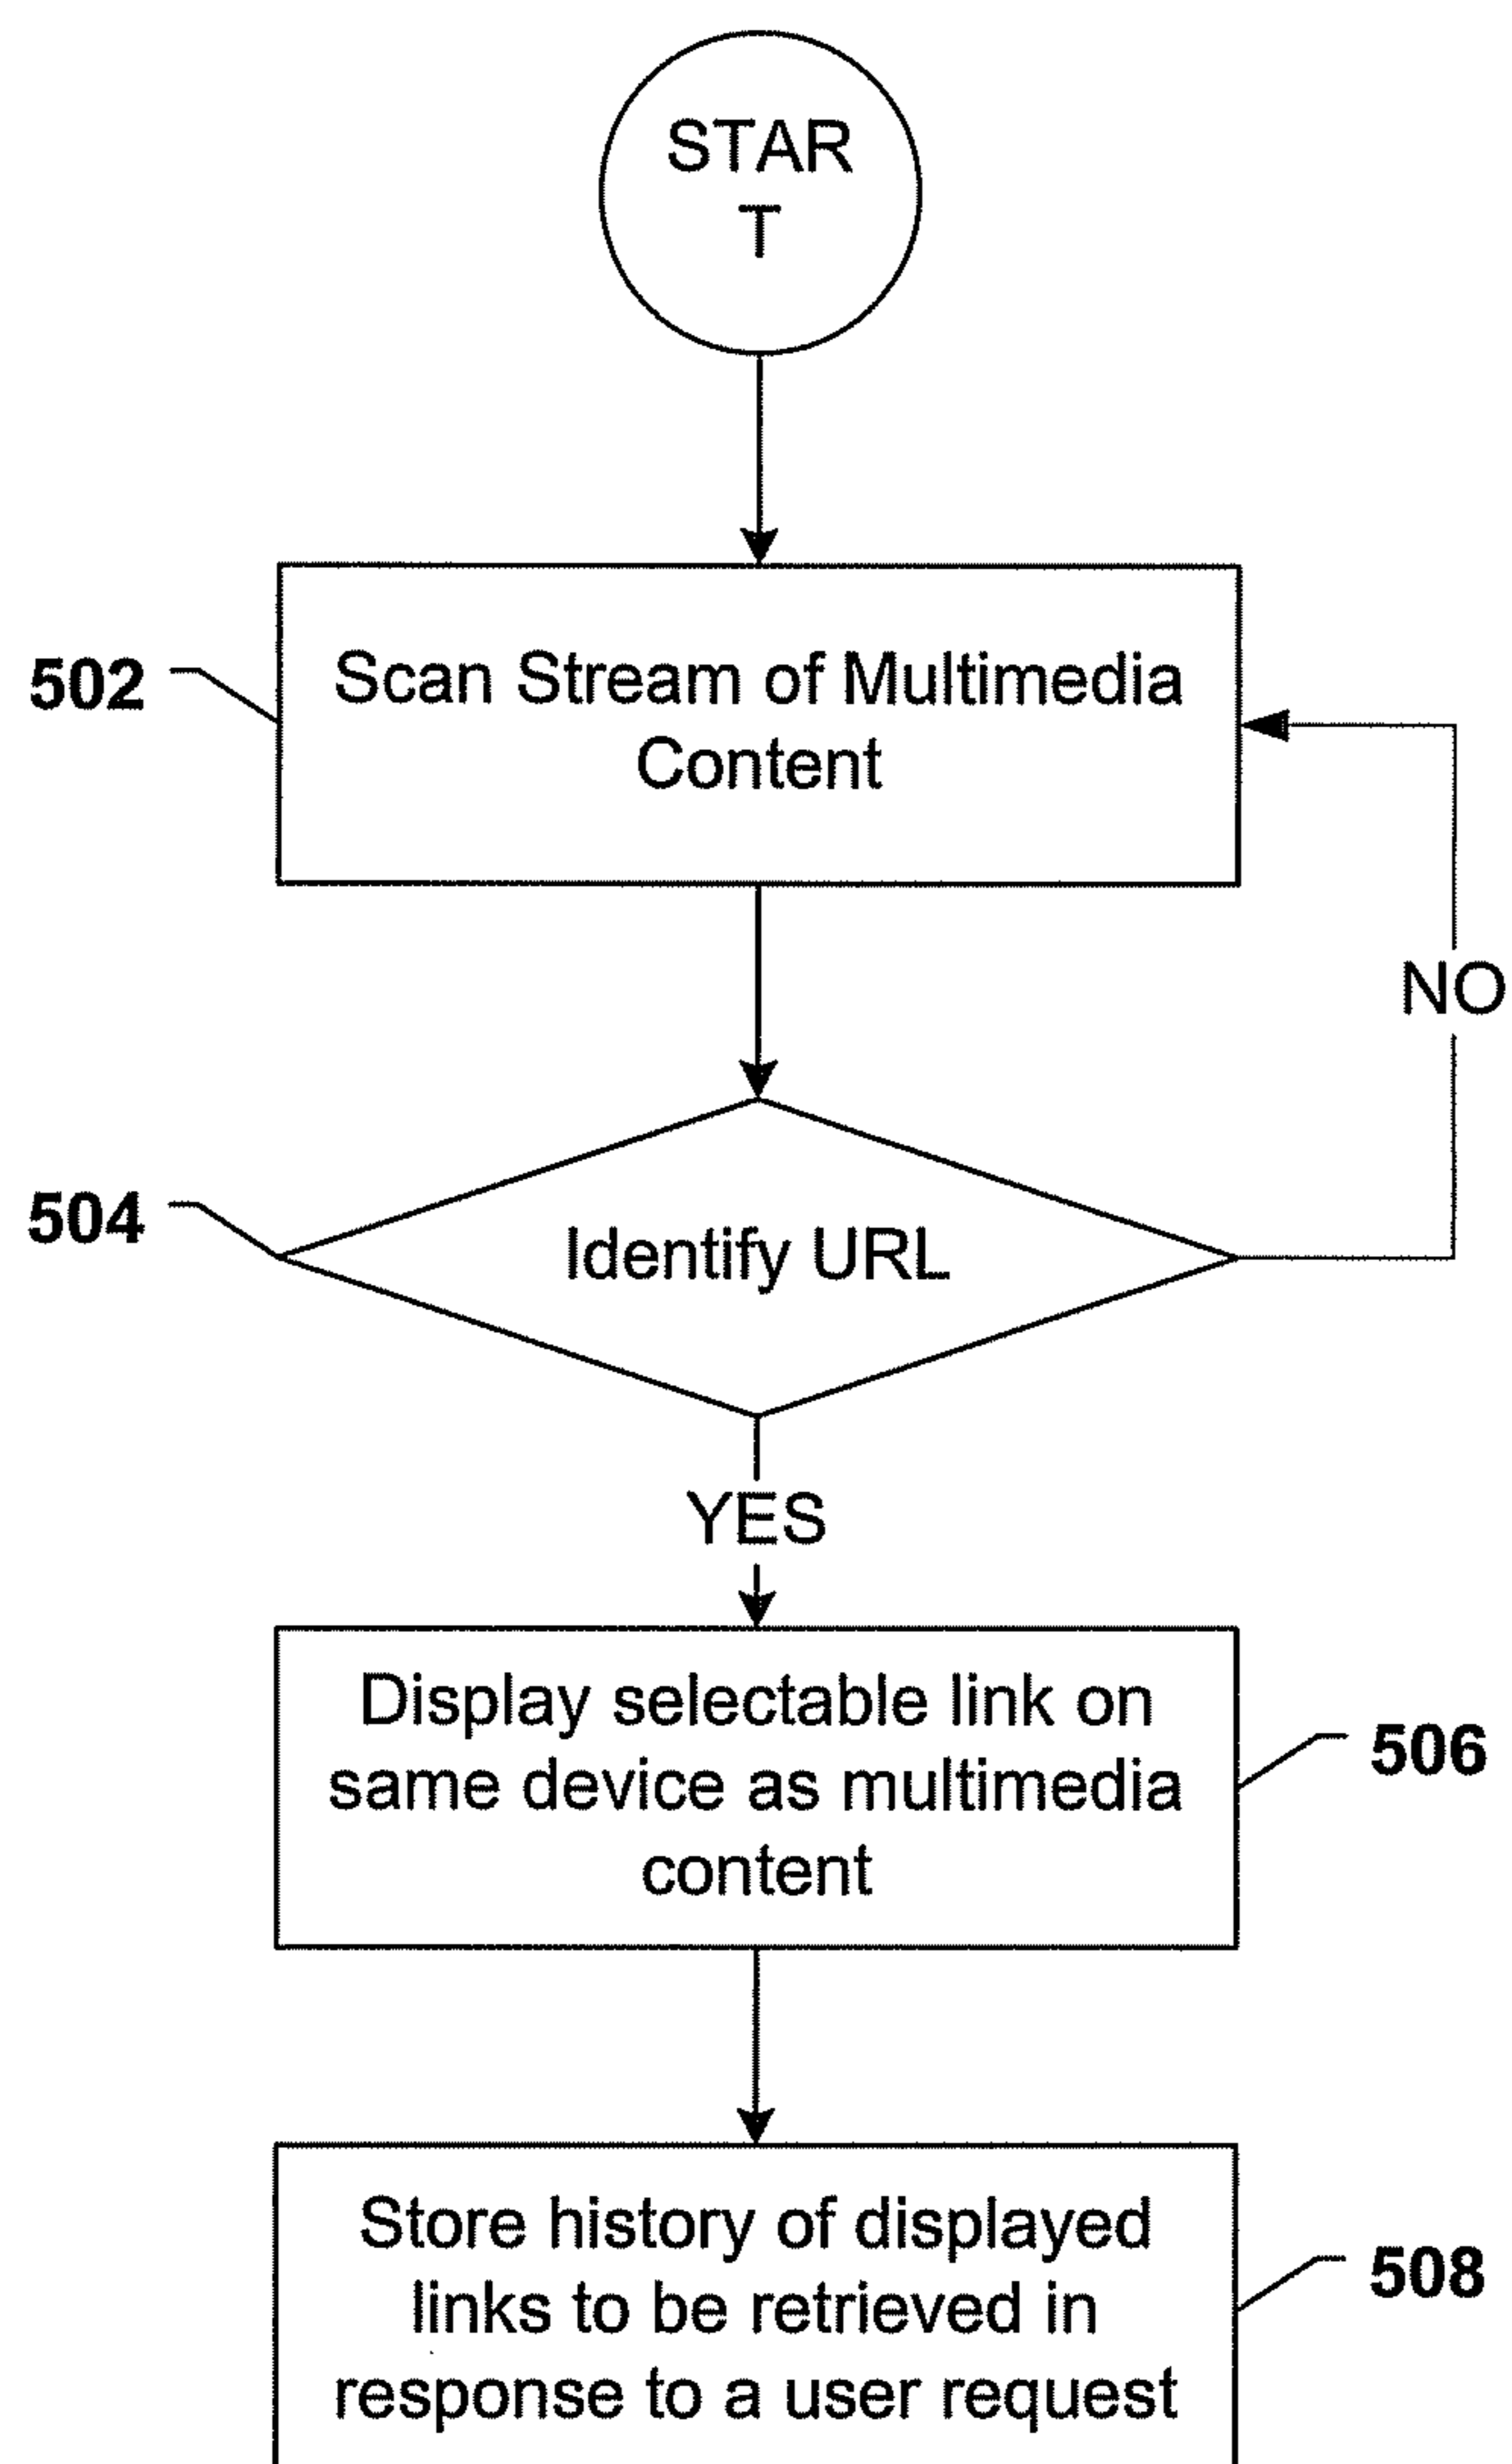 STAR
T
502
Scan Stream of Multimedia
Content
NO
504
Identify URL
YES
Display selectable link on
same device as multimedia
content
506
Store history of displayed
links to be retrieved in
response to a user request
508